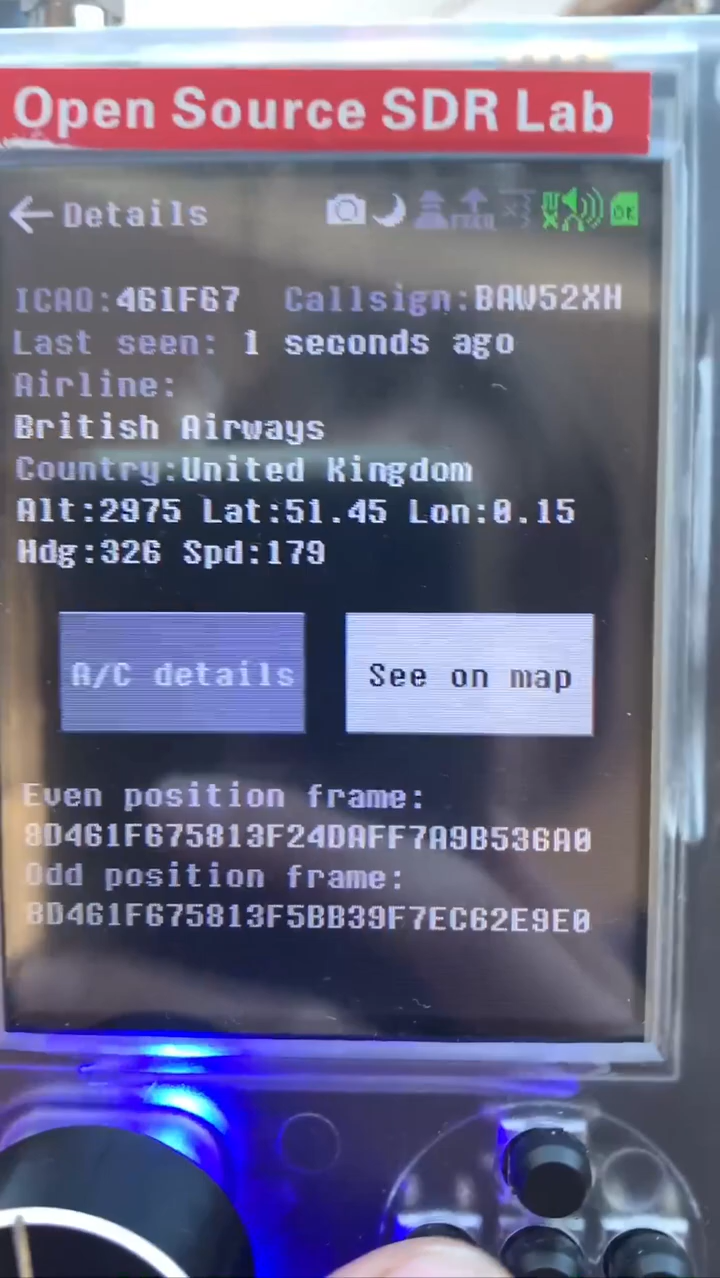 Open Source SDR Lab
Details
ICAO:461F67 Callsign:BAW52XH
Last seen: 1 seconds ago
Airline:
British Airways
Country:United Kingdom
Alt:2975 Lat:51.45 Lon:0.15
Hdg:326 Spd:179
A/C details
See on map
Even position frame:
8D461F675813F24DAFF7A9B536A0
Odd position frame:
8D461F675813F5BB39F7EC62E9E0